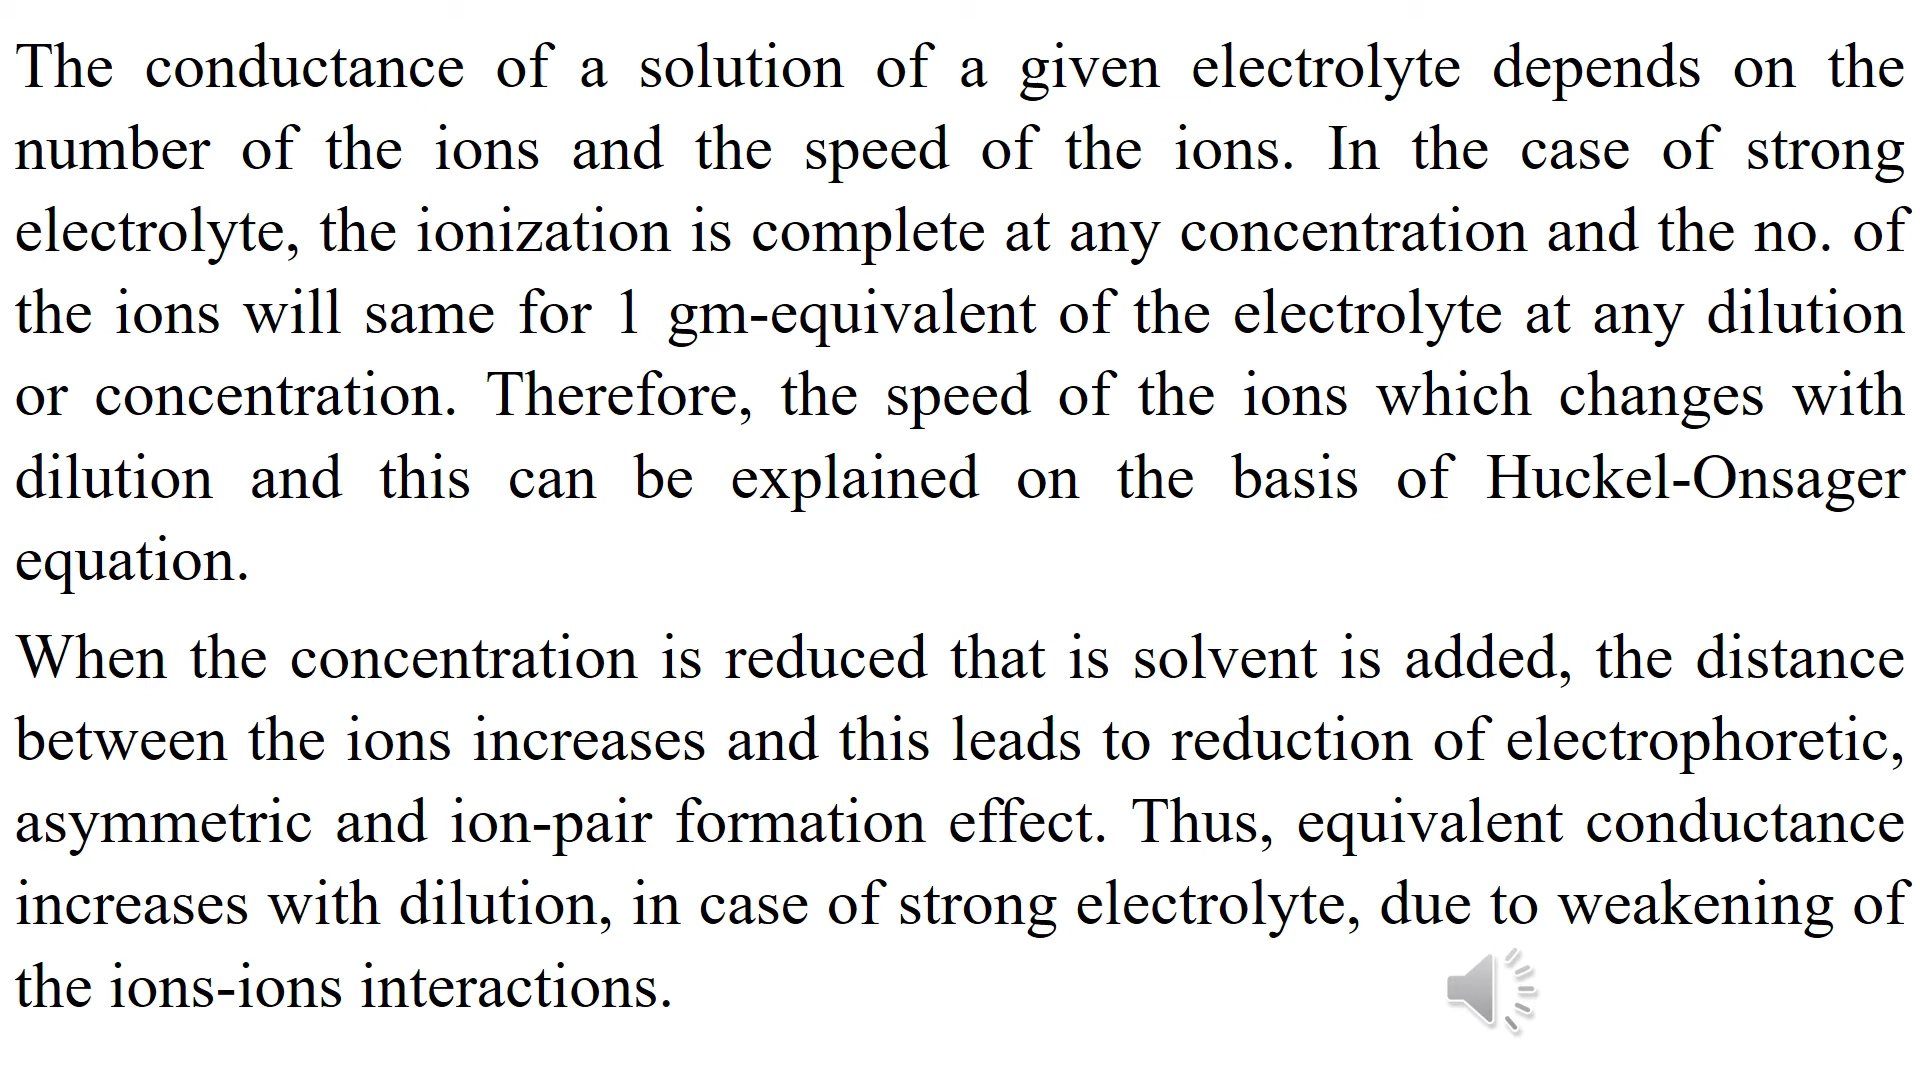 The conductance of a solution of a given electrolyte depends on the
number of the ions and the speed of the ions. In the case of strong
electrolyte, the ionization is complete at any concentration and the no. of
the ions will same for 1 gm-equivalent of the electrolyte at any dilution
or concentration. Therefore, the speed of the ions which changes with
dilution and this can be explained on the basis of Huckel-Onsager
equation.
When the concentration is reduced that is solvent is added, the distance
between the ions increases and this leads to reduction of electrophoretic,
asymmetric and ion-pair formation effect. Thus, equivalent conductance
increases with dilution, in case of strong electrolyte, due to weakening of
the ions-ions interactions.